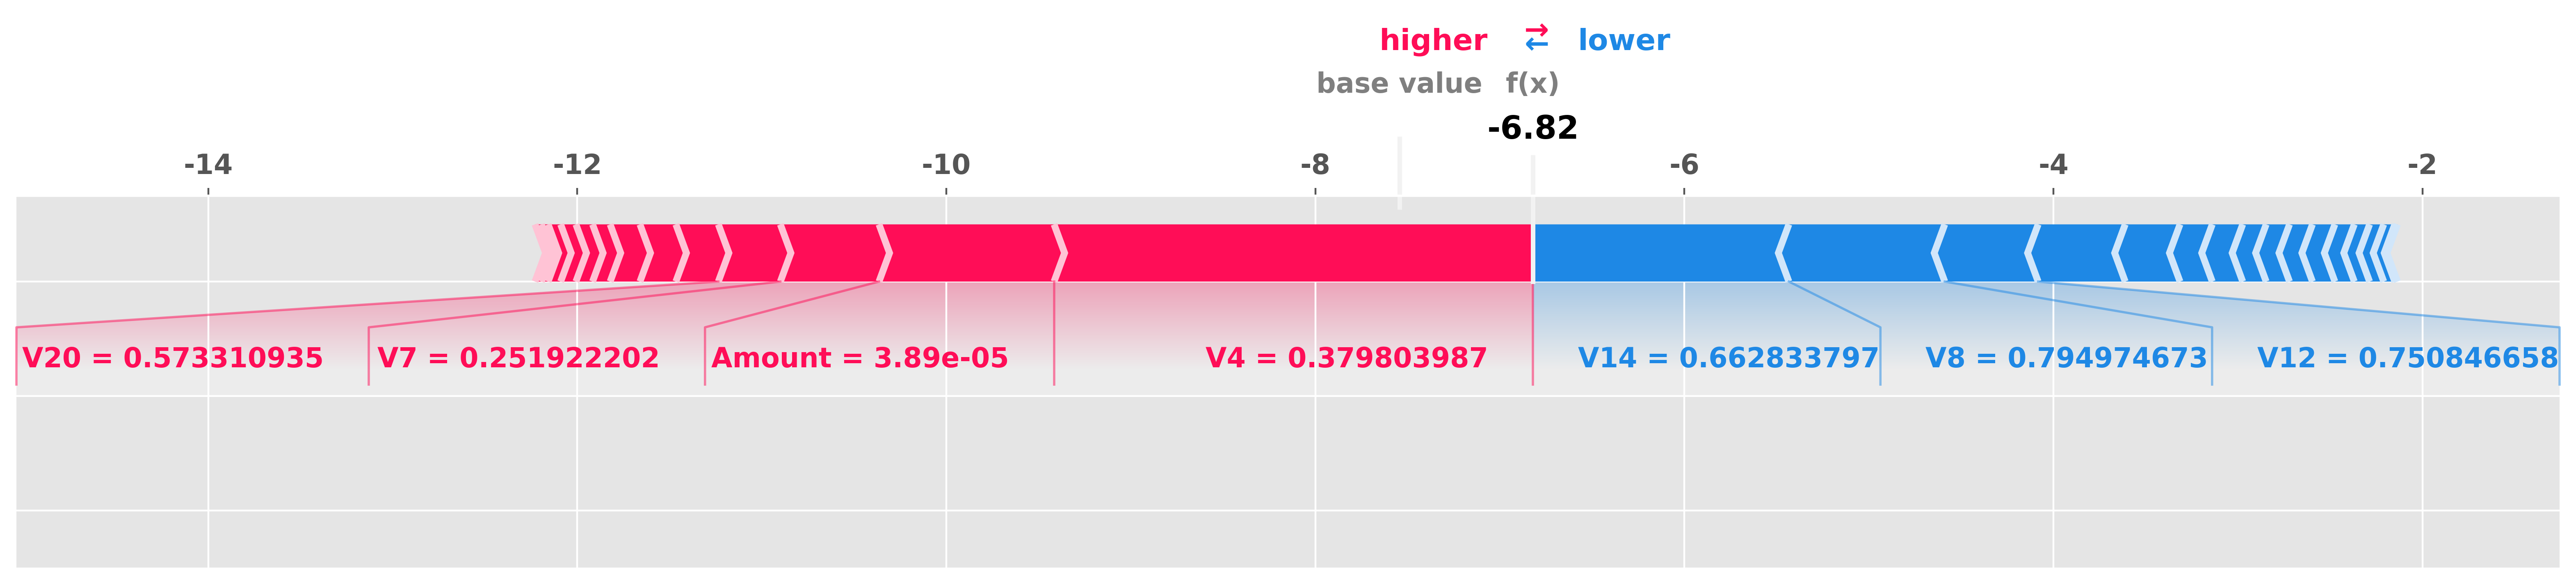 higher ⇄ lower
base value f(x)
-6.82
-14 -12 -10 -8 -6 -4 -2
V20 = 0.573310935 V7 = 0.251922202 Amount = 3.89e-05 V4 = 0.379803987 V14 = 0.662833797 V8 = 0.794974673 V12 = 0.750846658